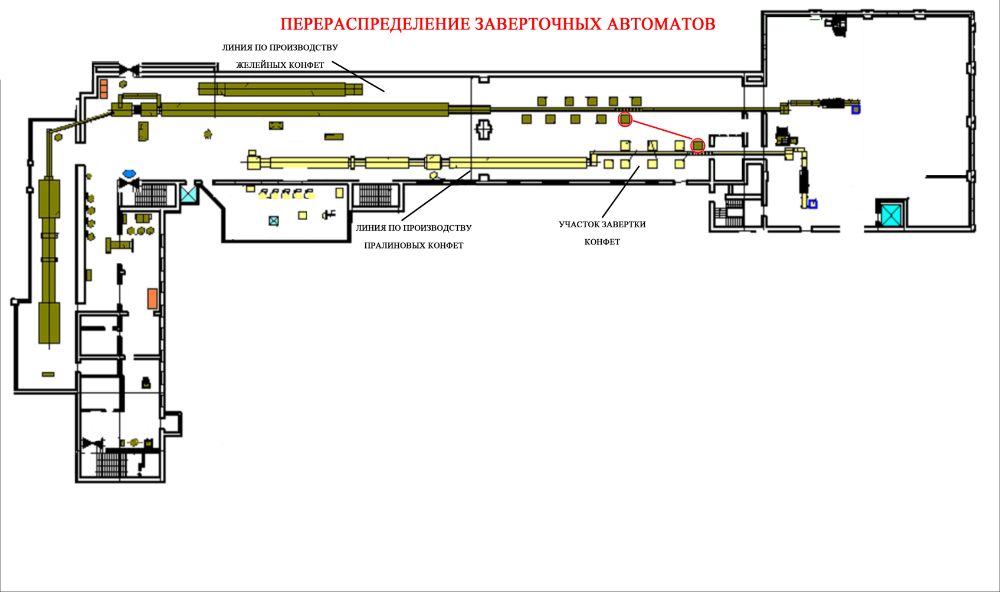 ПЕРЕРАСПРЕДЕЛЕНИЕ ЗАВЕРТОЧНЫХ АВТОМАТОВ
ЛИНИЯ ПО ПРОИЗВОДСТВУ
ЖЕЛЕЙНЫХ КОНФЕТ
ЛИНИЯ ПО ПРОИЗВОДСТВУ
ПРАЛИНОВЫХ КОНФЕТ
УЧАСТОК ЗАВЕРТКИ
КОНФЕТ